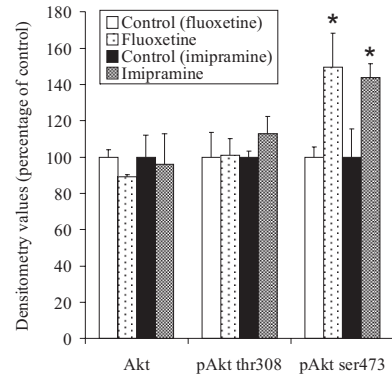 Densitometry values (percentage of control)
180
160
140
120
100
80
60
40
20
0
Control (fluoxetine)
Fluoxetine
Control (imipramine)
Imipramine
*
*
Akt
pAkt thr308
pAkt ser473